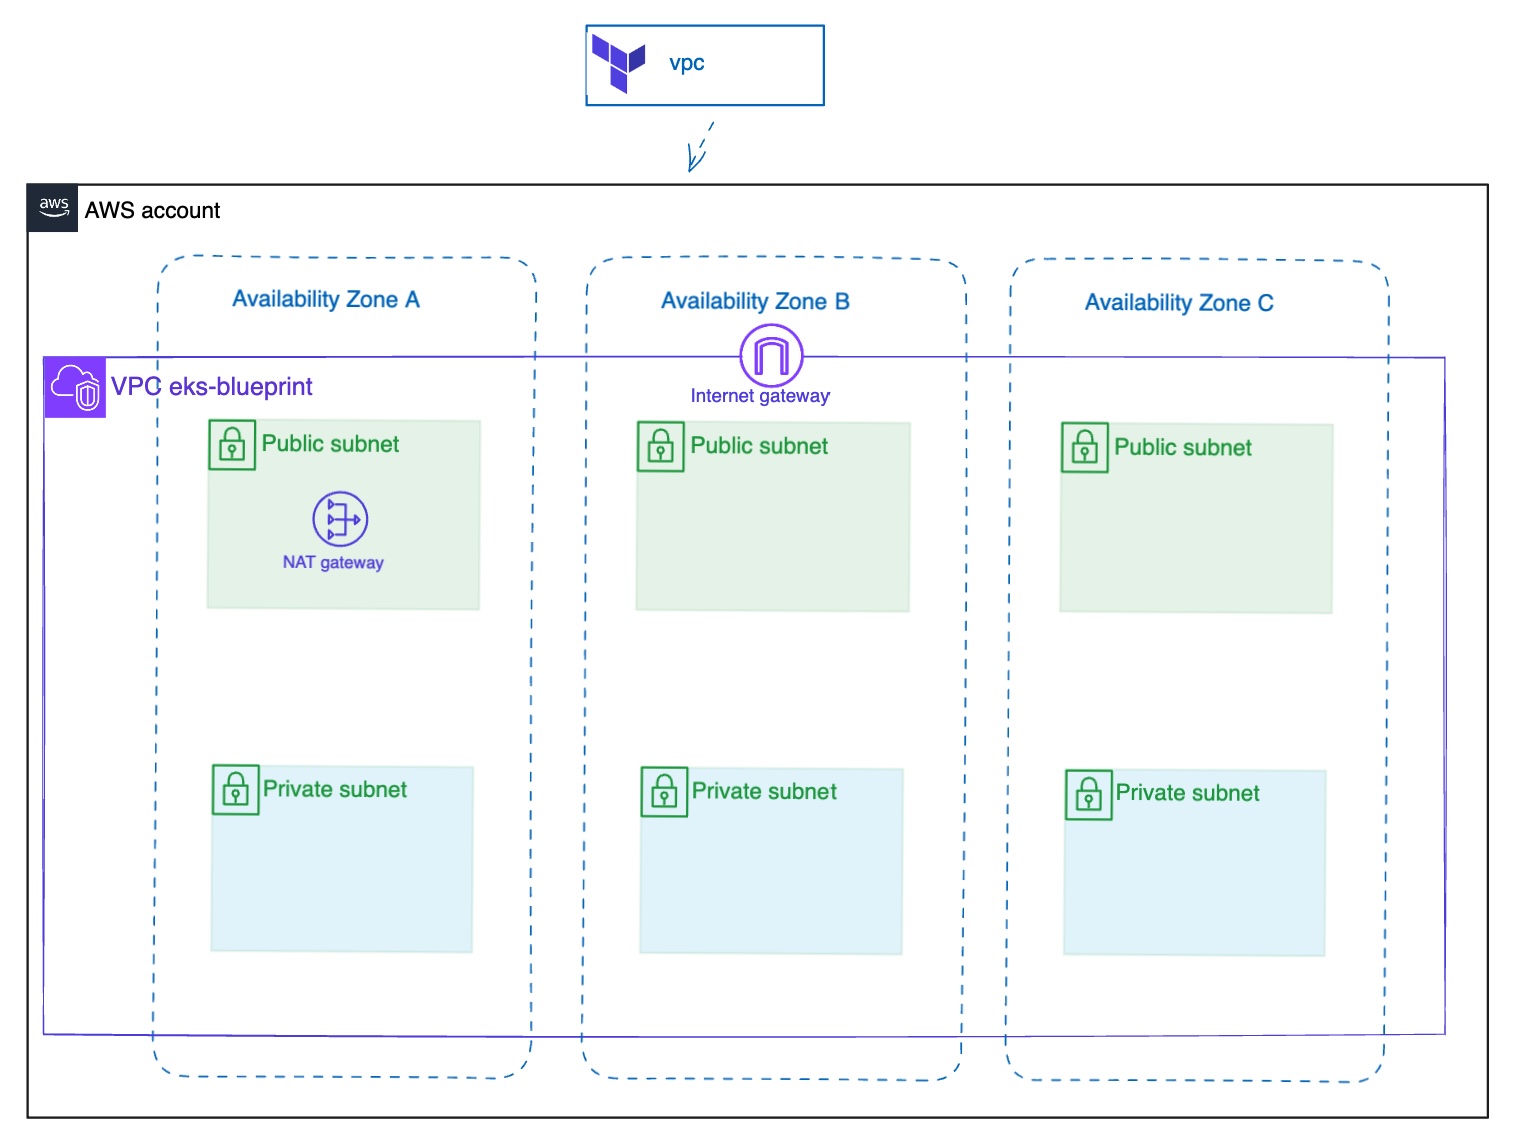 vpc
aws
AWS account
Availability Zone A
Availability Zone B
Availability Zone C
VPC eks-blueprint
Internet gateway
Public subnet
Public subnet
Public subnet
NAT gateway
Private subnet
Private subnet
Private subnet